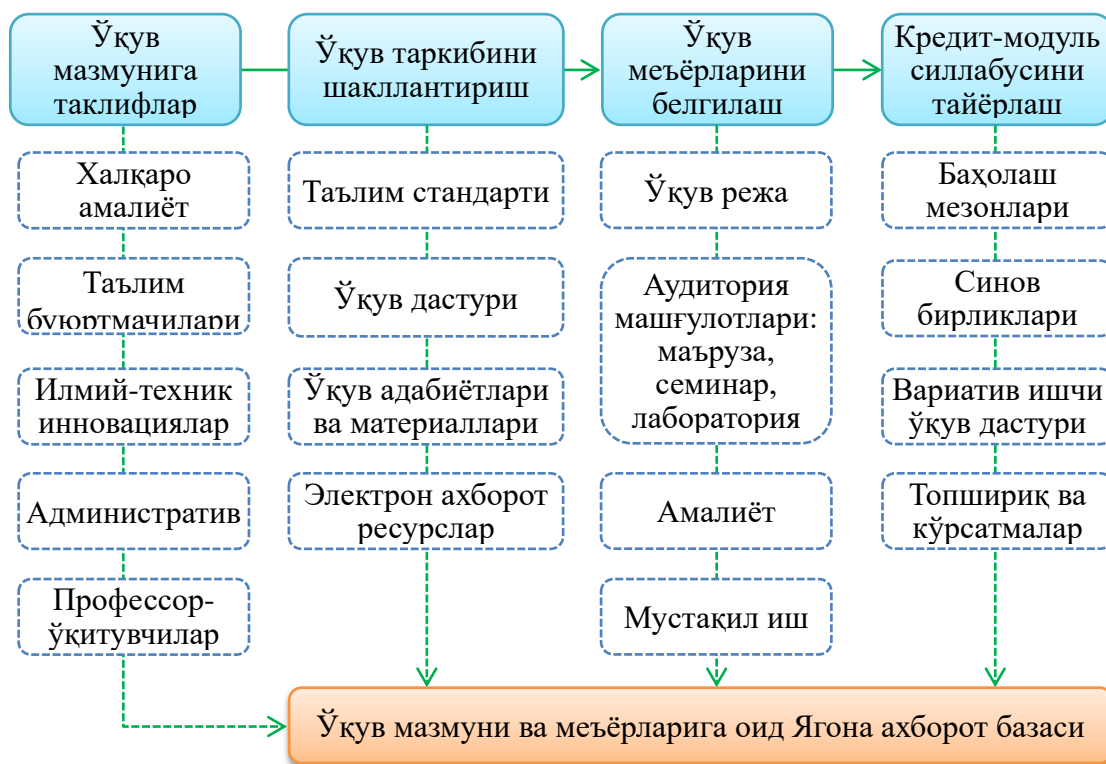 Ўқув
мазмунига
таклифлар
Ўқув таркибини
шакллантириш
Ўқув
меъёрларини
белгилаш
Кредит-модуль
силлабусини
тайёрлаш
Халқаро
амалиёт
Таълим
буюртмачилари
Илмий-техник
инновациялар
Административ
Профессор-
ўқитувчилар
Таълим стандарти
Ўқув дастури
Ўқув адабиётлари
ва материаллари
Электрон ахборот
ресурслар
Ўқув режа
Аудитория
машғулотлари:
маъруза,
семинар,
лаборатория
Амалиёт
Мустақил иш
Баҳолаш
мезонлари
Синов
бирликлари
Вариатив ишчи
ўқув дастури
Топшириқ ва
кўрсатмалар
Ўқув мазмуни ва меъёрларига оид Ягона ахборот базаси